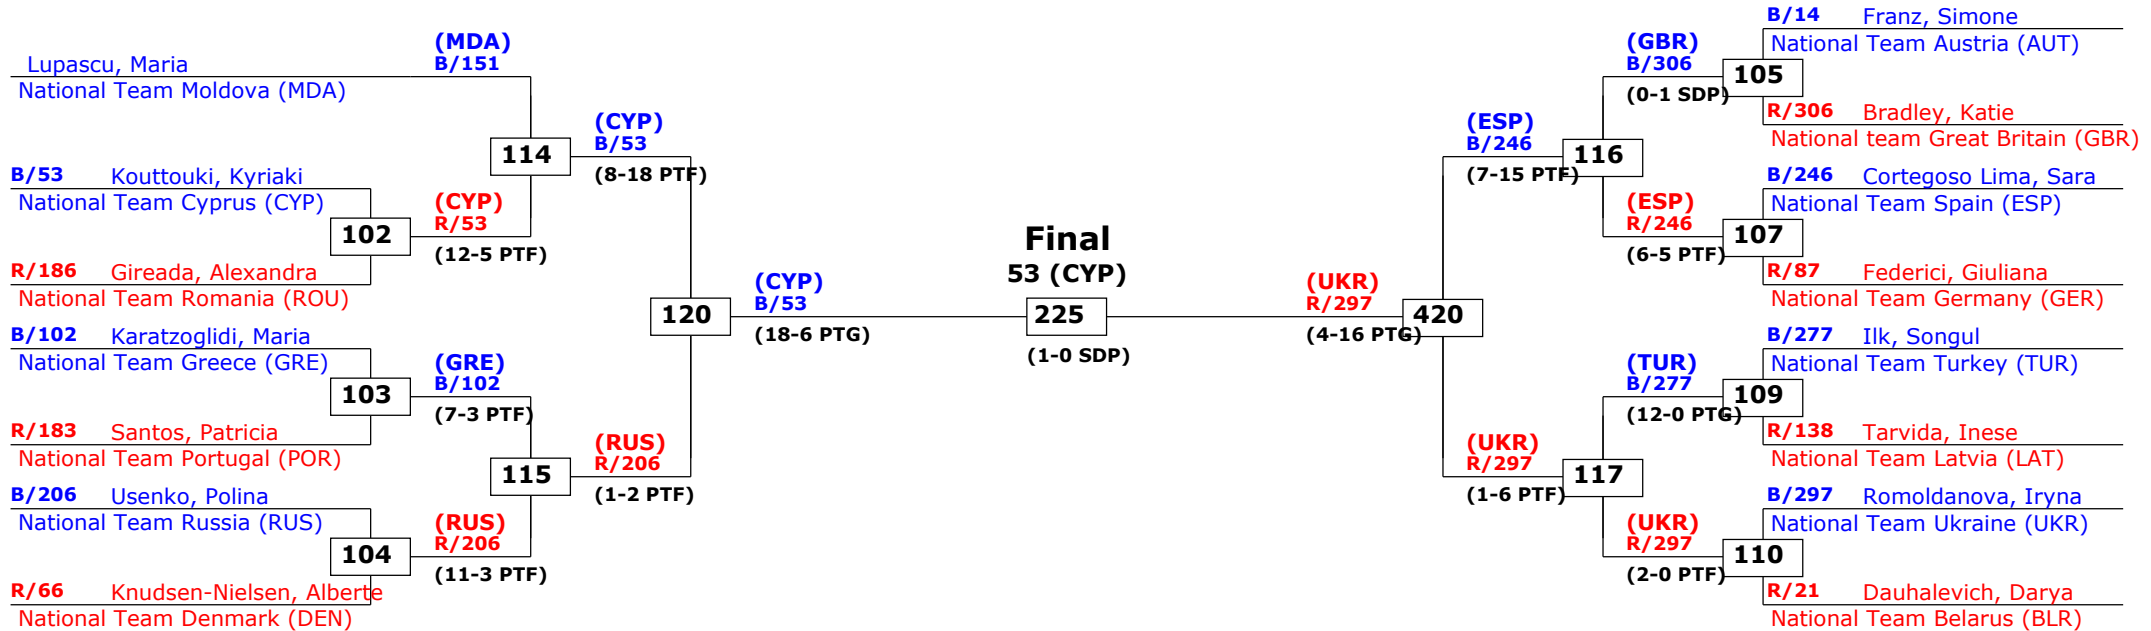 Lupascu, Maria
National Team Moldova (MDA)
B/53 Kouttouki, Kyriaki
National Team Cyprus (CYP)
102
R/186 Gireada, Alexandra
National Team Romania (ROU)
B/102 Karatzoglidi, Maria
National Team Greece (GRE)
103
R/183 Santos, Patricia
National Team Portugal (POR)
B/206 Usenko, Polina
National Team Russia (RUS)
104
R/66 Knudsen-Nielsen, Alberte
National Team Denmark (DEN)
(MDA)
B/151
114
(CYP)
R/53
(12-5 PTF)
(GRE)
B/102
(7-3 PTF)
115
(RUS)
R/206
(11-3 PTF)
(CYP)
B/53
(8-18 PTF)
120
(RUS)
R/206
(1-2 PTF)
(CYP)
B/53
(18-6 PTG)
Final
53 (CYP)
225
(1-0 SDP)
(UKR)
R/297
(4-16 PTG)
420
(ESP)
B/246
(7-15 PTF)
116
(UKR)
R/297
(1-6 PTF)
117
(GBR)
B/306
(0-1 SDP)
105
(ESP)
R/246
(6-5 PTF)
107
(TUR)
B/277
(12-0 PTG)
109
(UKR)
R/297
(2-0 PTF)
110
B/14 Franz, Simone
National Team Austria (AUT)
R/306 Bradley, Katie
National team Great Britain (GBR)
B/246 Cortegoso Lima, Sara
National Team Spain (ESP)
R/87 Federici, Giuliana
National Team Germany (GER)
B/277 Ilk, Songul
National Team Turkey (TUR)
R/138 Tarvida, Inese
National Team Latvia (LAT)
B/297 Romoldanova, Iryna
National Team Ukraine (UKR)
R/21 Dauhalevich, Darya
National Team Belarus (BLR)